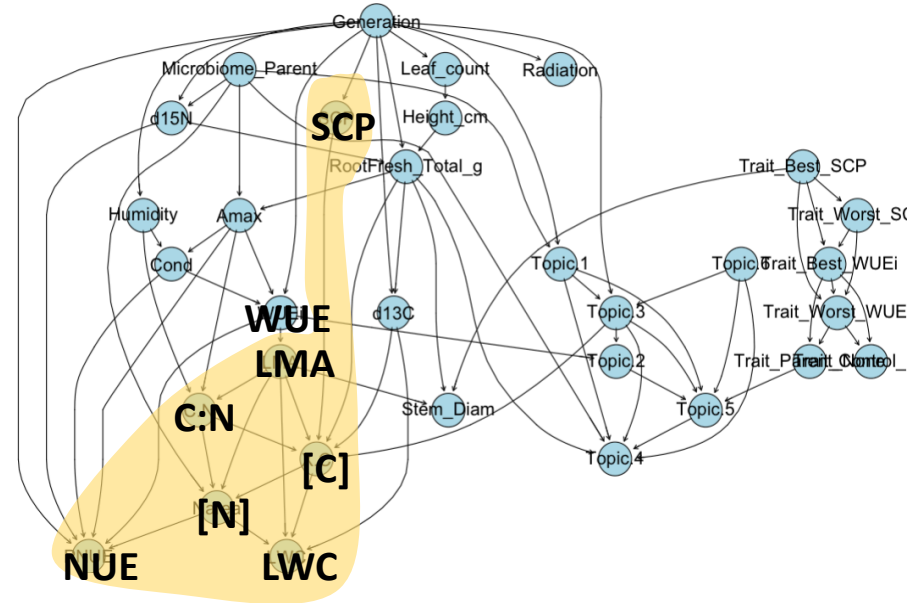 Generation
Microbiome_Parent
Leaf_count
Radiation
d15N
SCP
Height_cm
RootFresh_Total_g
Trait_Best_SCP
Humidity
Amax
Trait_Worst_SC
Cond
Topic.1
Topic.6
Trait_Best_WUEi
WUE
d13C
Topic.3
Trait_Worst_WUE
LMA
Topic.2
C:N
Stem_Diam
Topic.5
[C]
Topic.4
[N]
NUE
LWC